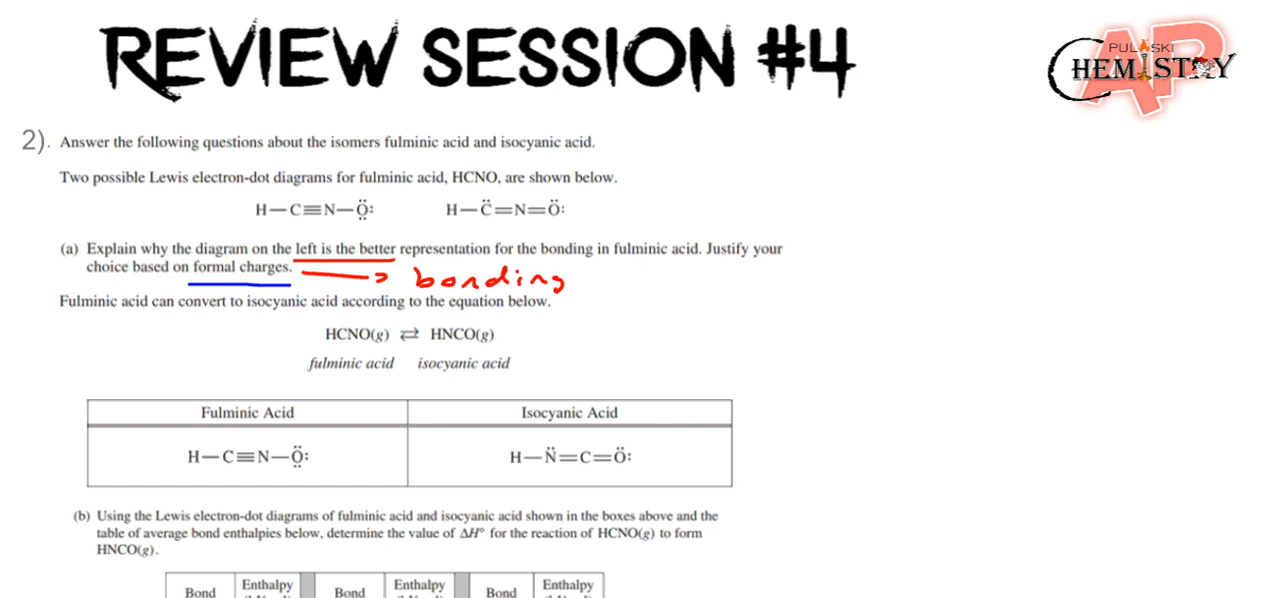 REVIEW SESSION #4
PULASKI
CHEMISTRY
AP
2). Answer the following questions about the isomers fulminic acid and isocyanic acid.
Two possible Lewis electron-dot diagrams for fulminic acid, HCNO, are shown below.
H—C≡N—Ö: H—C̈=N=Ö:
(a) Explain why the diagram on the left is the better representation for the bonding in fulminic acid. Justify your
choice based on formal charges. → bonding
Fulminic acid can convert to isocyanic acid according to the equation below.
HCNO(g) ⇄ HNCO(g)
fulminic acid isocyanic acid
Fulminic Acid Isocyanic Acid
H—C≡N—Ö: H—N̈=C=Ö:
(b) Using the Lewis electron-dot diagrams of fulminic acid and isocyanic acid shown in the boxes above and the
table of average bond enthalpies below, determine the value of ΔH° for the reaction of HCNO(g) to form
HNCO(g).
Bond Enthalpy Bond Enthalpy Bond Enthalpy